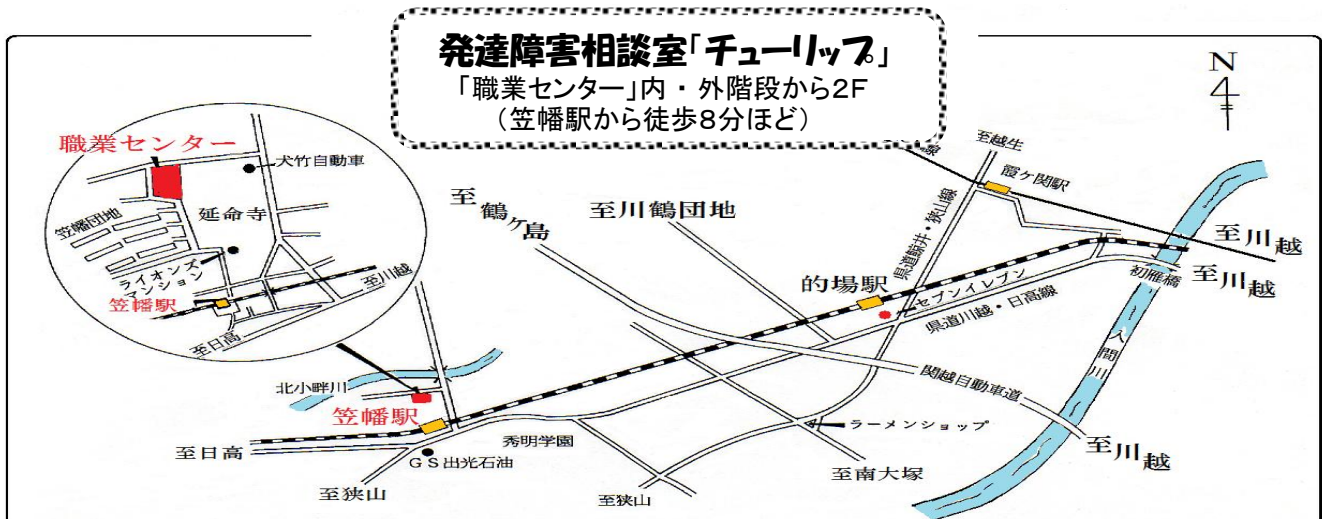 発達障害相談室「チューリップ」
「職業センター」内・外階段から2F
（笠幡駅から徒歩8分ほど）
N
職業センター
犬竹自動車
笠幡団地
延命寺
ライオンズ
マンション
笠幡駅
至川越
至日高
至鶴ヶ島
至川鶴団地
線
至越生
霞ヶ関駅
県道鯨井・狭山線
至川越
至川越
初雁橋
的場駅
セブンイレブン
県道川越・日高線
入間川
関越自動車道
北小畔川
笠幡駅
至日高
秀明学園
GS出光石油
ラーメンショップ
至川越
至狭山
至狭山
至南大塚